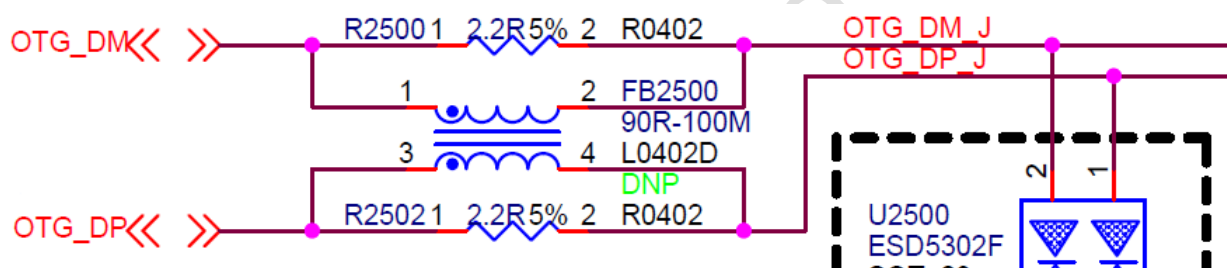 R2500 1 2.2R 5% 2 R0402
OTG_DM
OTG_DM_J
OTG_DP_J
1 2 FB2500
90R-100M
3 4 L0402D
DNP
R2502 1 2.2R 5% 2 R0402
OTG_DP
2 1
U2500
ESD5302F